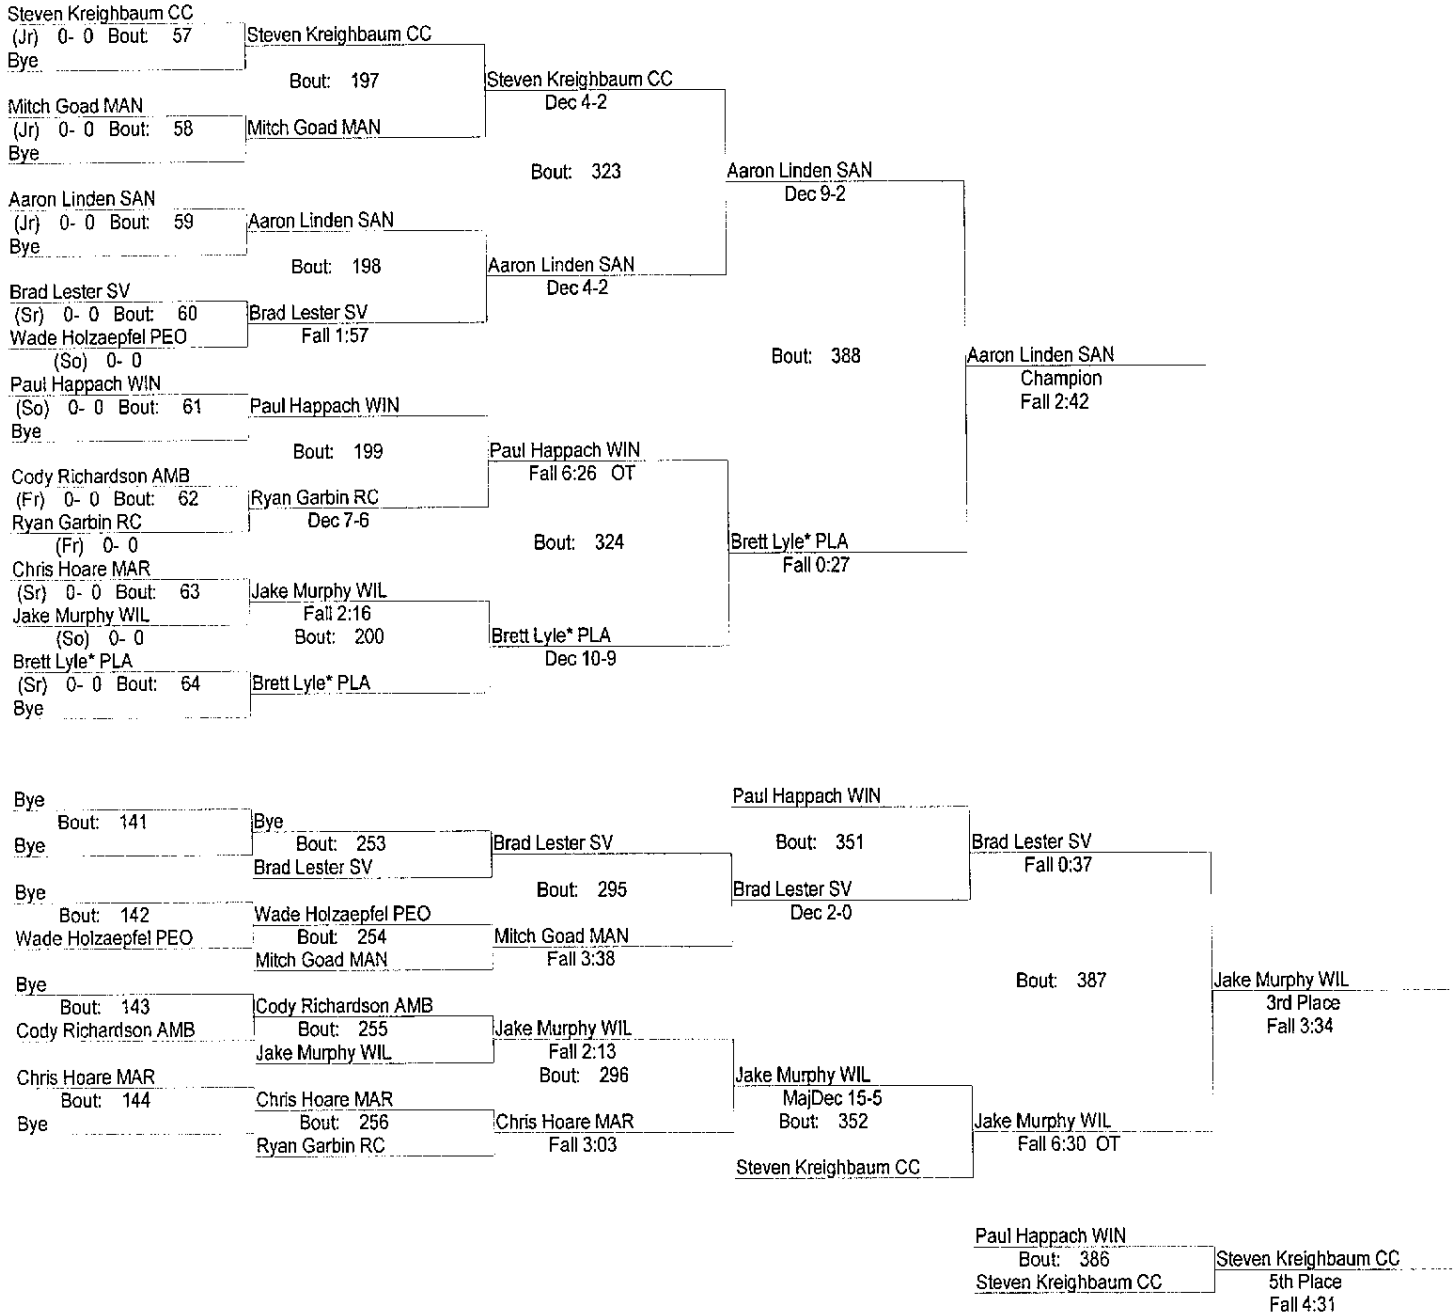 Steven Kreighbaum CC
(Jr) 0- 0 Bout: 57
Bye
Steven Kreighbaum CC
Bout: 197
Mitch Goad MAN
(Jr) 0- 0 Bout: 58
Bye
Mitch Goad MAN
Steven Kreighbaum CC
Dec 4-2
Bout: 323
Aaron Linden SAN
(Jr) 0- 0 Bout: 59
Bye
Aaron Linden SAN
Bout: 198
Brad Lester SV
(Sr) 0- 0 Bout: 60
Wade Holzaepfel PEO
(So) 0- 0
Brad Lester SV
Fall 1:57
Aaron Linden SAN
Dec 4-2
Aaron Linden SAN
Dec 9-2
Bout: 388
Paul Happach WIN
(So) 0- 0 Bout: 61
Bye
Paul Happach WIN
Bout: 199
Cody Richardson AMB
(Fr) 0- 0 Bout: 62
Ryan Garbin RC
(Fr) 0- 0
Ryan Garbin RC
Dec 7-6
Paul Happach WIN
Fall 6:26 OT
Bout: 324
Chris Hoare MAR
(Sr) 0- 0 Bout: 63
Jake Murphy WIL
(So) 0- 0
Jake Murphy WIL
Fall 2:16
Bout: 200
Brett Lyle* PLA
(Sr) 0- 0 Bout: 64
Bye
Brett Lyle* PLA
Brett Lyle* PLA
Dec 10-9
Brett Lyle* PLA
Fall 0:27
Aaron Linden SAN
Champion
Fall 2:42
Bye
Bout: 141
Bye
Bye
Bout: 253
Brad Lester SV
Bye
Bout: 142
Wade Holzaepfel PEO
Wade Holzaepfel PEO
Bout: 254
Mitch Goad MAN
Brad Lester SV
Bout: 295
Mitch Goad MAN
Fall 3:38
Paul Happach WIN
Bout: 351
Brad Lester SV
Dec 2-0
Brad Lester SV
Fall 0:37
Bye
Bout: 143
Cody Richardson AMB
Cody Richardson AMB
Bout: 255
Jake Murphy WIL
Chris Hoare MAR
Bout: 144
Bye
Chris Hoare MAR
Bout: 256
Ryan Garbin RC
Jake Murphy WIL
Fall 2:13
Bout: 296
Chris Hoare MAR
Fall 3:03
Jake Murphy WIL
MajDec 15-5
Bout: 352
Steven Kreighbaum CC
Bout: 387
Jake Murphy WIL
Fall 6:30 OT
Jake Murphy WIL
3rd Place
Fall 3:34
Paul Happach WIN
Bout: 386
Steven Kreighbaum CC
Steven Kreighbaum CC
5th Place
Fall 4:31